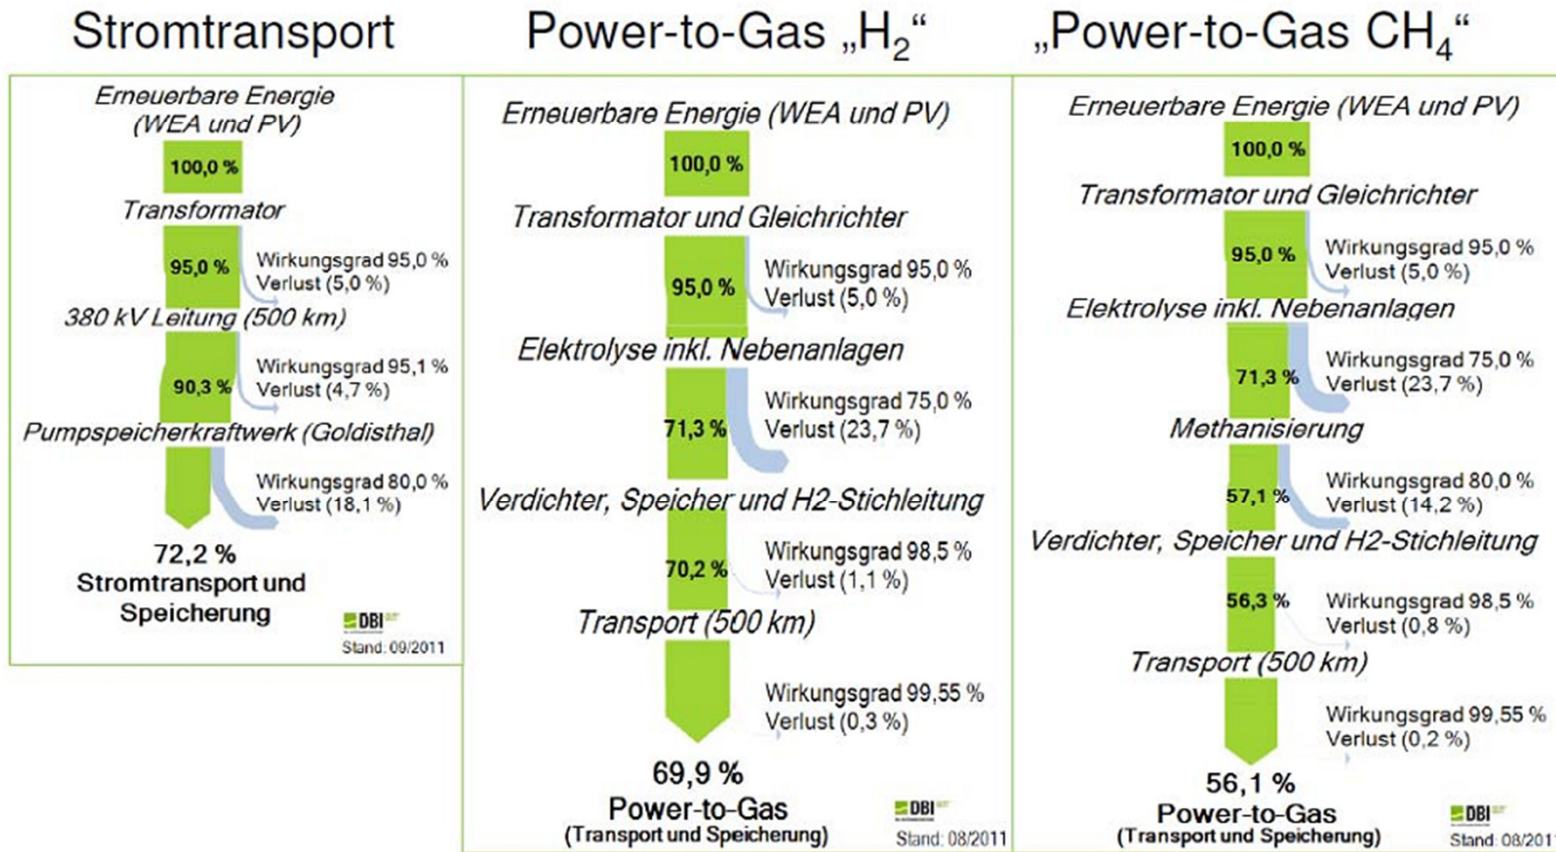 Stromtransport
Erneuerbare Energie
(WEA und PV)
100,0 %
Transformator
95,0 %
Wirkungsgrad 95,0 %
Verlust (5,0 %)
380 kV Leitung (500 km)
90,3 %
Wirkungsgrad 95,1 %
Verlust (4,7 %)
Pumpspeicherkraftwerk (Goldisthal)
Wirkungsgrad 80,0 %
Verlust (18,1 %)
72,2 %
Stromtransport und
Speicherung
DBI
Stand: 09/2011
Power-to-Gas „H₂“
Erneuerbare Energie (WEA und PV)
100,0 %
Transformator und Gleichrichter
95,0 %
Wirkungsgrad 95,0 %
Verlust (5,0 %)
Elektrolyse inkl. Nebenanlagen
71,3 %
Wirkungsgrad 75,0 %
Verlust (23,7 %)
Verdichter, Speicher und H2-Stichleitung
70,2 %
Wirkungsgrad 98,5 %
Verlust (1,1 %)
Transport (500 km)
Wirkungsgrad 99,55 %
Verlust (0,3 %)
69,9 %
Power-to-Gas
(Transport und Speicherung)
DBI
Stand: 08/2011
„Power-to-Gas CH₄“
Erneuerbare Energie (WEA und PV)
100,0 %
Transformator und Gleichrichter
95,0 %
Wirkungsgrad 95,0 %
Verlust (5,0 %)
Elektrolyse inkl. Nebenanlagen
71,3 %
Wirkungsgrad 75,0 %
Verlust (23,7 %)
Methanisierung
57,1 %
Wirkungsgrad 80,0 %
Verlust (14,2 %)
Verdichter, Speicher und H2-Stichleitung
56,3 %
Wirkungsgrad 98,5 %
Verlust (0,8 %)
Transport (500 km)
Wirkungsgrad 99,55 %
Verlust (0,2 %)
56,1 %
Power-to-Gas
(Transport und Speicherung)
DBI
Stand: 08/2011